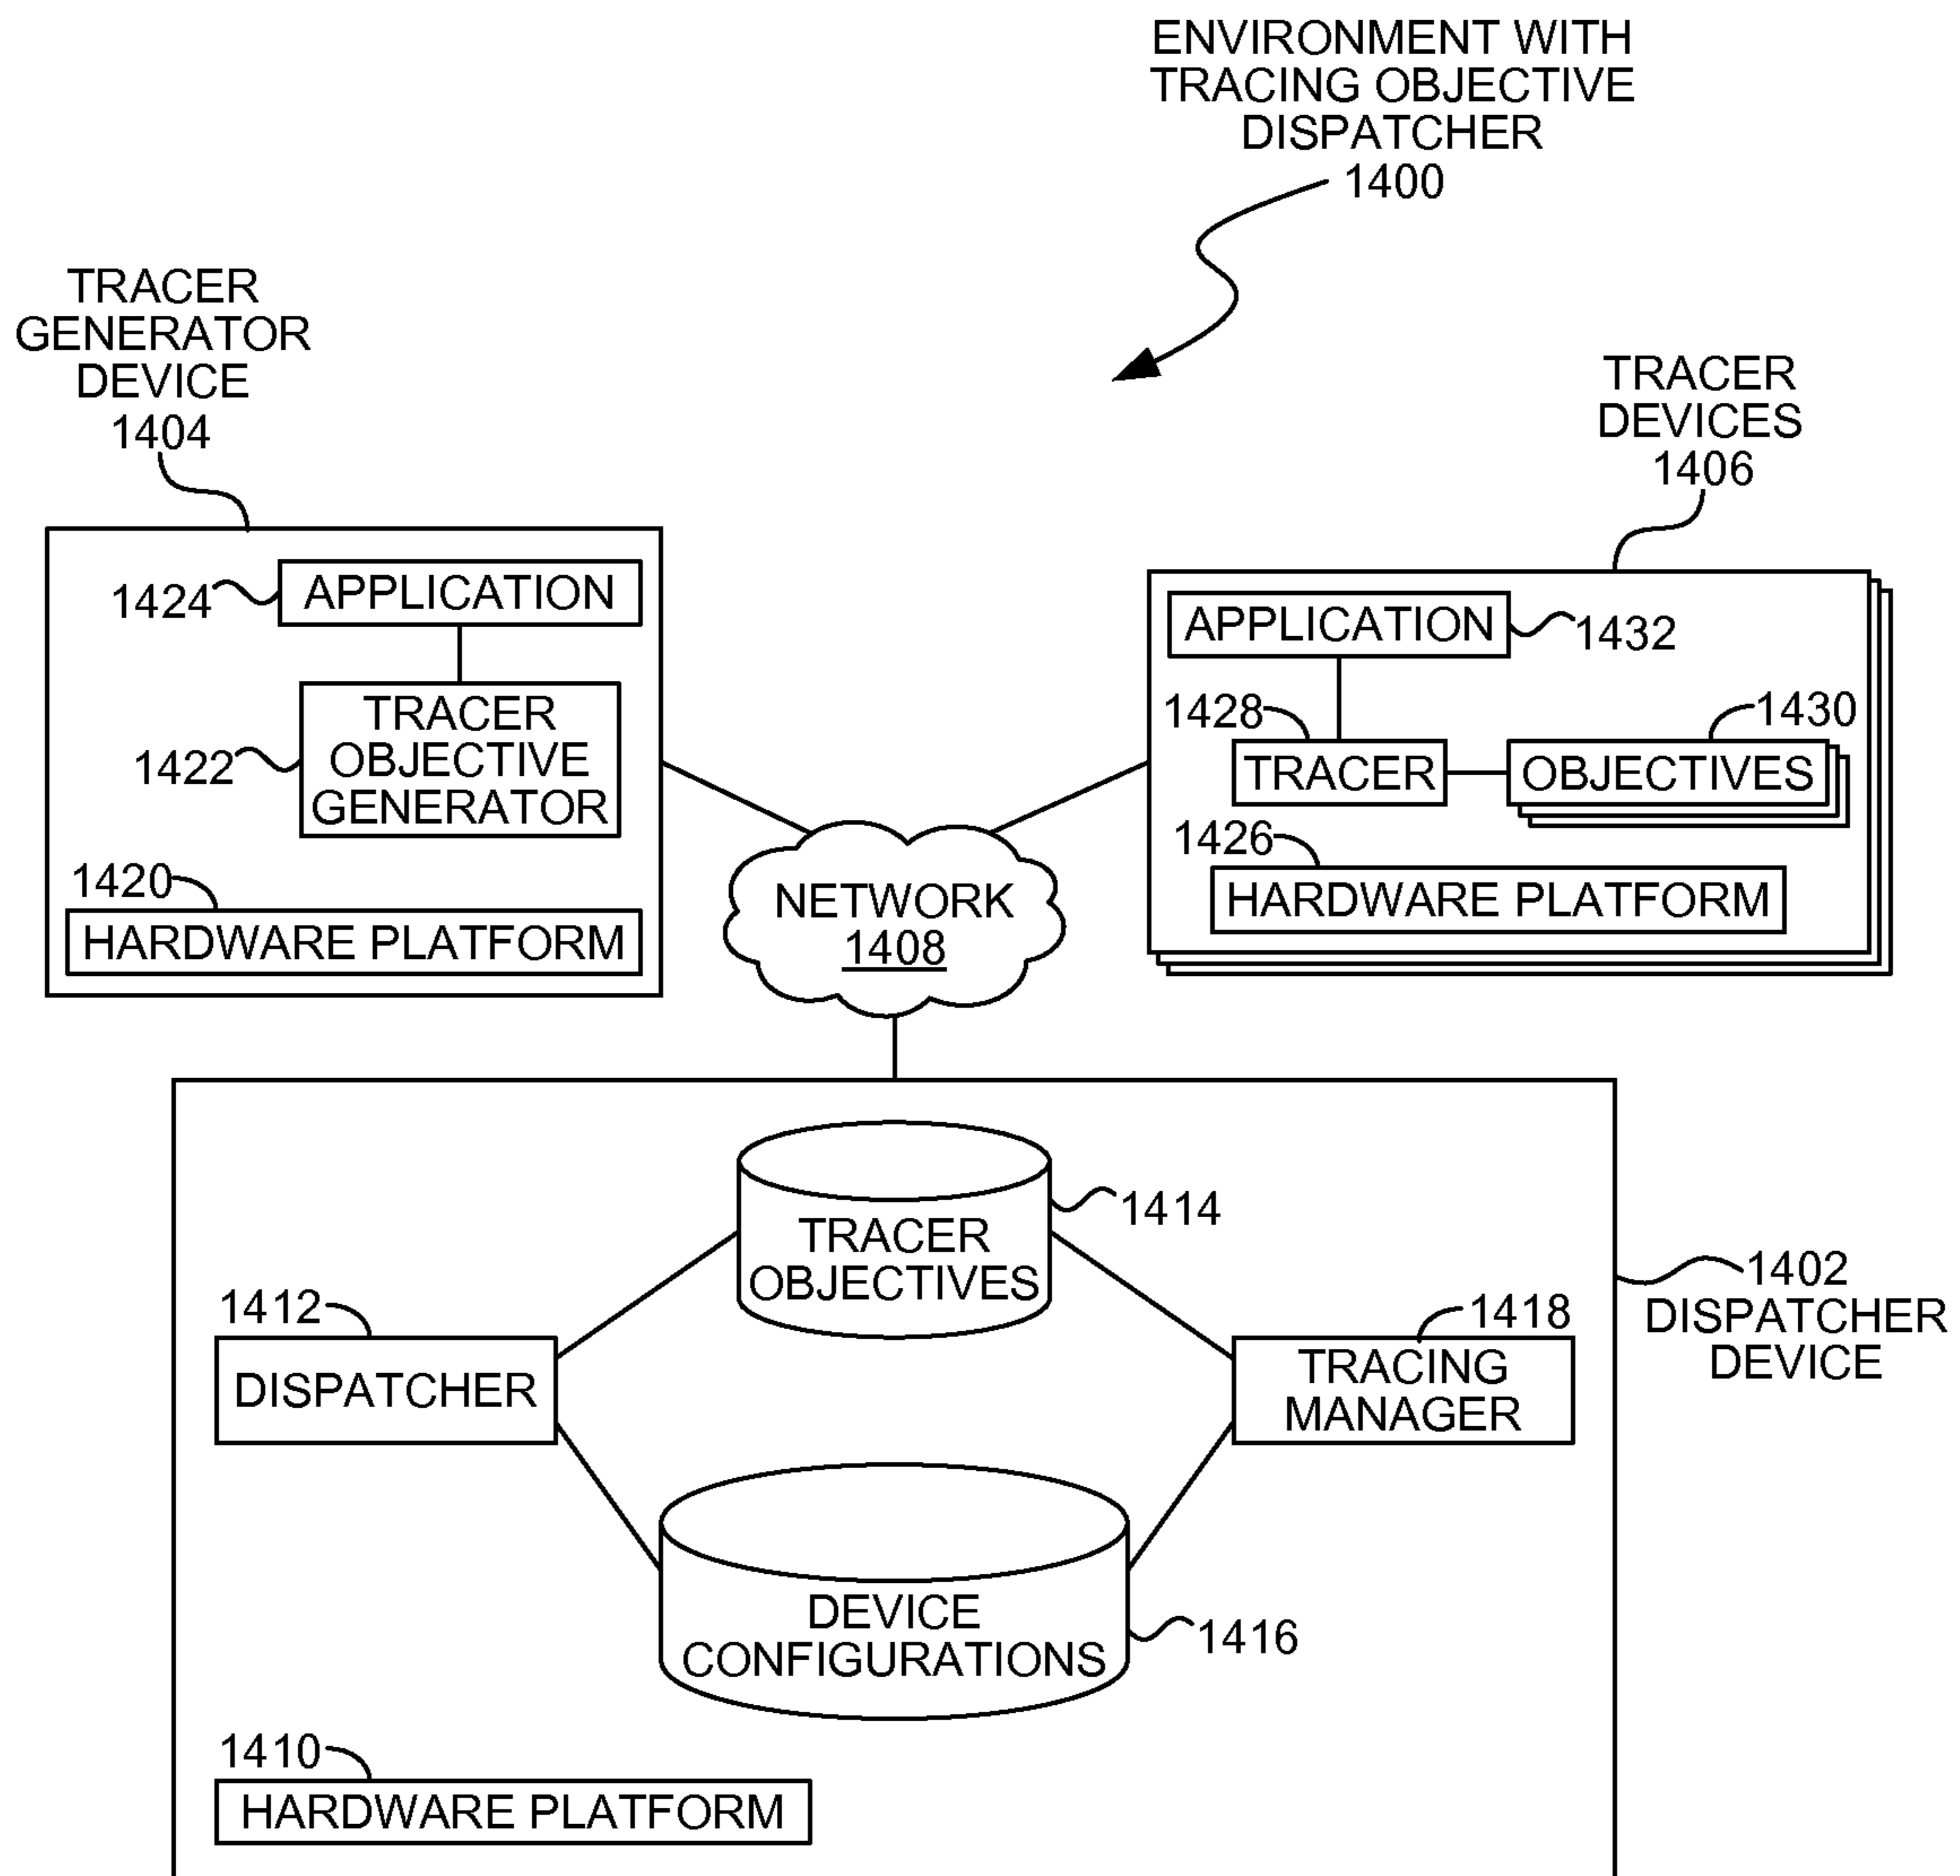 ENVIRONMENT WITH
TRACING OBJECTIVE
DISPATCHER
1400
TRACER
GENERATOR
DEVICE
1404
TRACER
DEVICES
1406
1424
APPLICATION
1422
TRACER
OBJECTIVE
GENERATOR
1420
HARDWARE PLATFORM
APPLICATION
1432
1428
TRACER
1430
OBJECTIVES
1426
HARDWARE PLATFORM
NETWORK
1408
1414
TRACER
OBJECTIVES
1402
DISPATCHER
DEVICE
1412
DISPATCHER
1418
TRACING
MANAGER
DEVICE
CONFIGURATIONS
1416
1410
HARDWARE PLATFORM